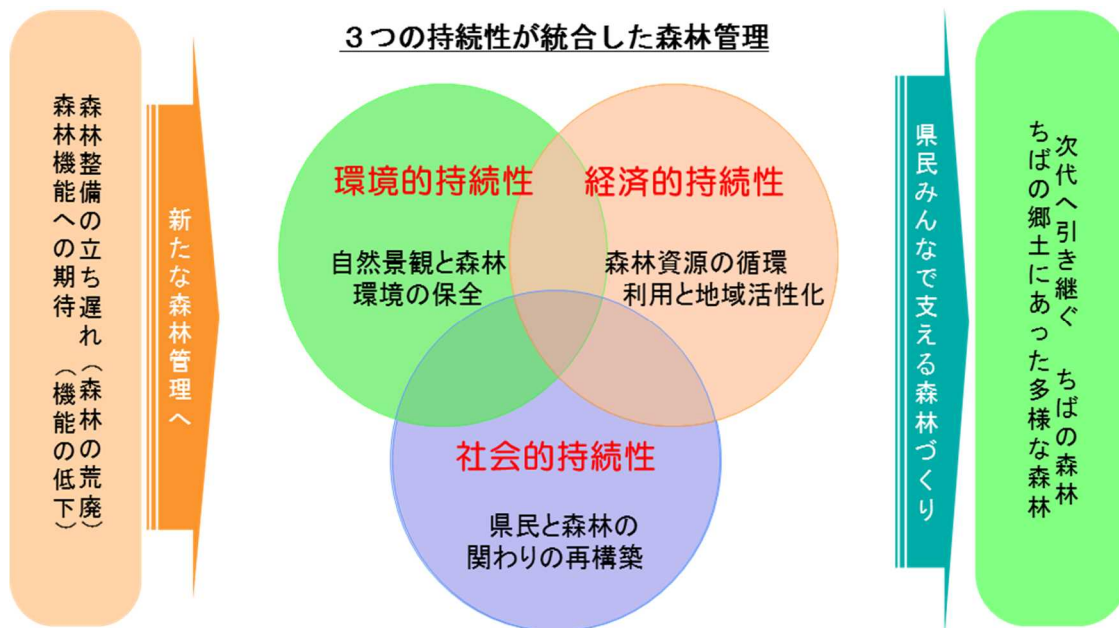 ３つの持続性が統合した森林管理
森林整備の立ち遅れ（森林の荒廃）
森林機能への期待　（機能の低下）
新たな森林管理へ
環境的持続性
自然景観と森林
環境の保全
経済的持続性
森林資源の循環
利用と地域活性化
社会的持続性
県民と森林の
関わりの再構築
県民みんなで支える森林づくり
次代へ引き継ぐ　ちばの森林
ちばの郷土にあった多様な森林